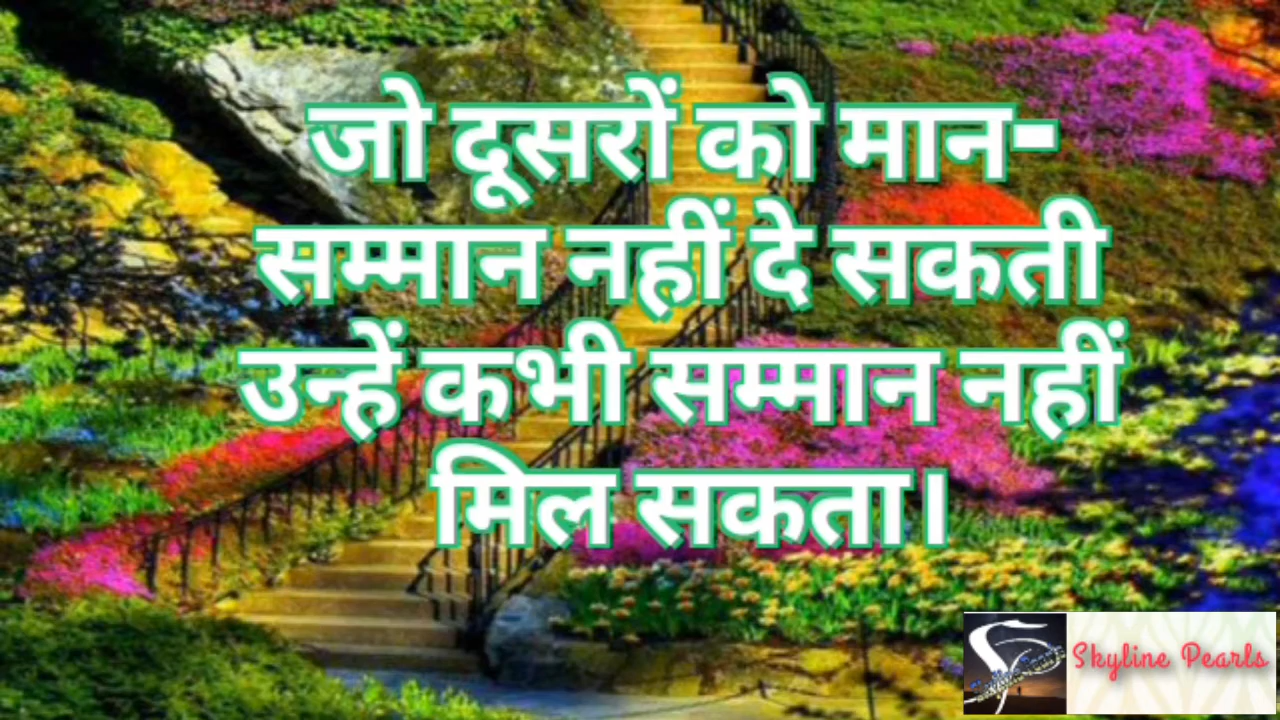 जो दूसरों को मान-
सम्मान नहीं दे सकती
उन्हें कभी सम्मान नहीं
मिल सकता।
Skyline Pearls